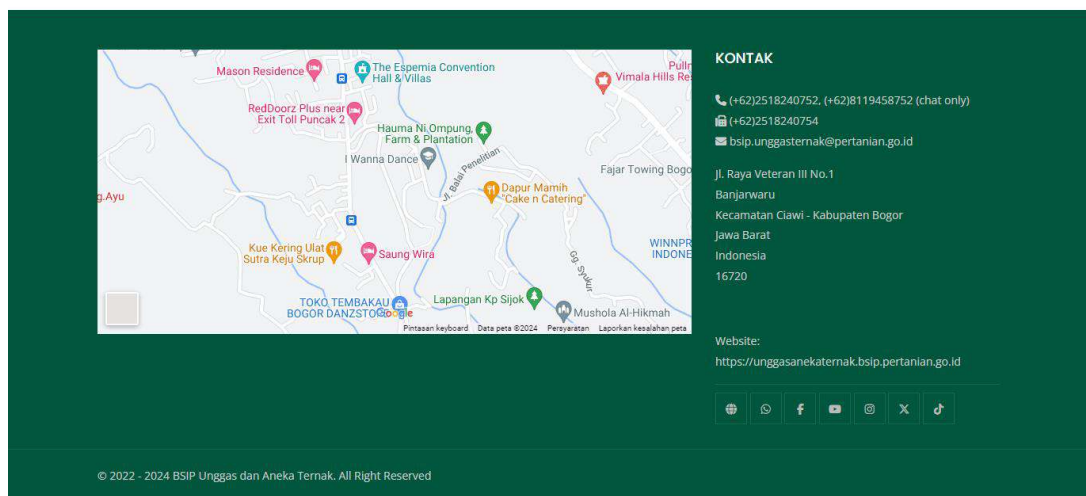 Mason Residence
The Espemia Convention
Hall & Villas
Vimala Hills
RedDoorz Plus near
Exit Toll Puncak 2
Hauma Ni Ompung,
Farm & Plantation
I Wanna Dance
Jl. Balai Penelitian
Fajar Towing Bogo
g.Ayu
Dapur Mamih
"Cake n Catering"
Kue Kering Ulat
Sutra Keju Skrup
Saung Wira
WINNPR
INDONE
Gg. Syukur
TOKO TEMBAKAU
BOGOR DANZSTO
Google
Lapangan Kp Sijok
Mushola Al-Hikmah
Pintasan keyboard Data peta ©2024 Persyaratan Laporkan kesalahan peta
KONTAK
(+62)2518240752, (+62)8119458752 (chat only)
(+62)2518240754
bsip.unggasternak@pertanian.go.id
Jl. Raya Veteran III No.1
Banjarwaru
Kecamatan Ciawi - Kabupaten Bogor
Jawa Barat
Indonesia
16720
Website:
https://unggasanekaternak.bsip.pertanian.go.id
© 2022 - 2024 BSIP Unggas dan Aneka Ternak. All Right Reserved